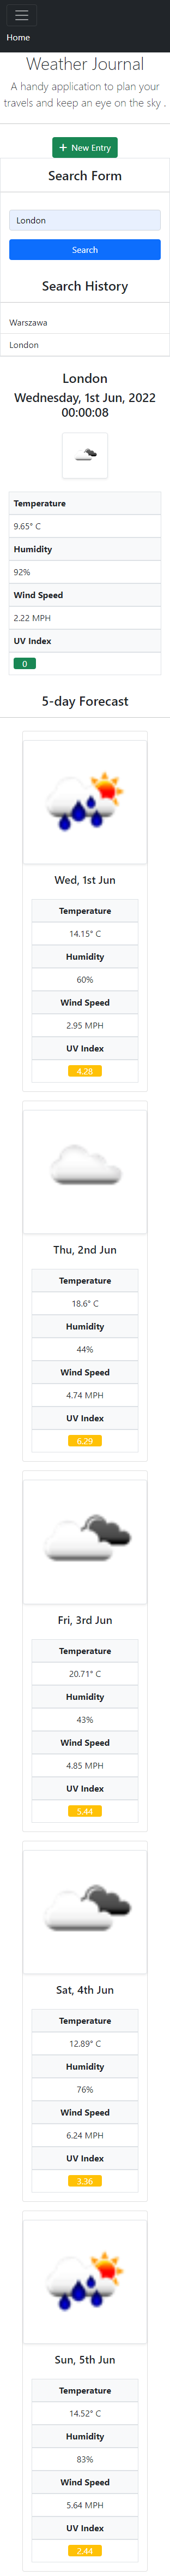 Home
Weather Journal
A handy application to plan your
travels and keep an eye on the sky .
+ New Entry
Search Form
London
Search
Search History
Warszawa
London
London
Wednesday, 1st Jun, 2022
00:00:08
Temperature
9.65° C
Humidity
92%
Wind Speed
2.22 MPH
UV Index
0
5-day Forecast
Wed, 1st Jun
Temperature
14.15° C
Humidity
60%
Wind Speed
2.95 MPH
UV Index
4.28
Thu, 2nd Jun
Temperature
18.6° C
Humidity
44%
Wind Speed
4.74 MPH
UV Index
6.29
Fri, 3rd Jun
Temperature
20.71° C
Humidity
43%
Wind Speed
4.85 MPH
UV Index
5.44
Sat, 4th Jun
Temperature
12.89° C
Humidity
76%
Wind Speed
6.24 MPH
UV Index
3.36
Sun, 5th Jun
Temperature
14.52° C
Humidity
83%
Wind Speed
5.64 MPH
UV Index
2.44